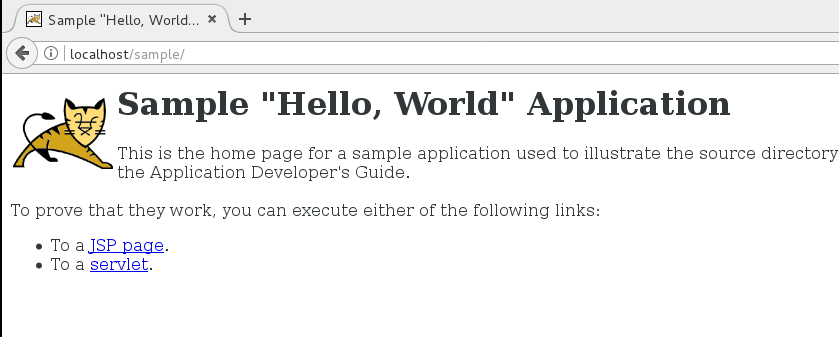 Sample "Hello, World...
localhost/sample/
Sample "Hello, World" Application
This is the home page for a sample application used to illustrate the source directory
the Application Developer's Guide.
To prove that they work, you can execute either of the following links:
• To a JSP page.
• To a servlet.